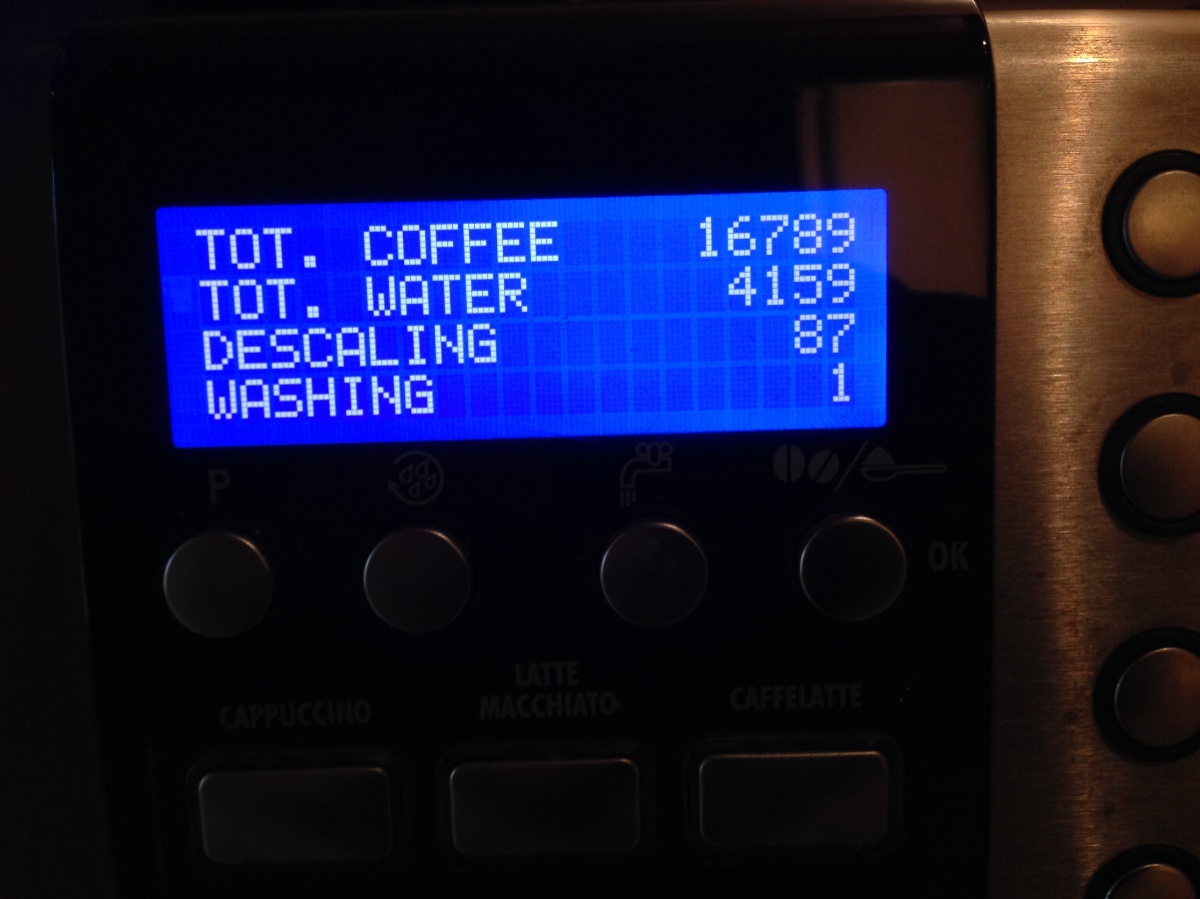 TOT. COFFEE 16789
TOT. WATER 4159
DESCALING 87
WASHING 1
P
OK
CAPPUCCINO
LATTE
MACCHIATO
CAFFELATTE